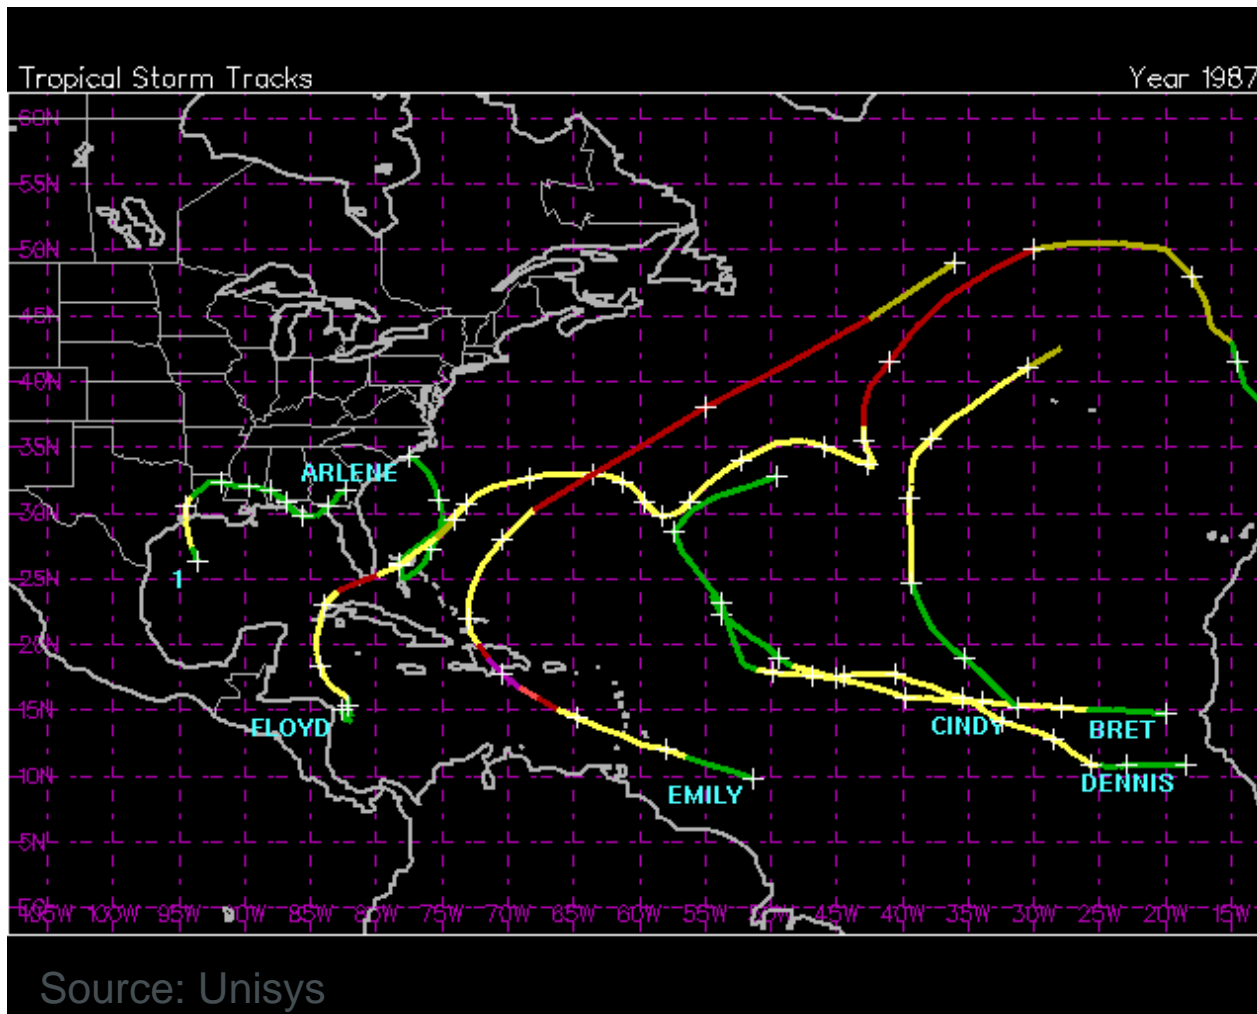 Tropical Storm Tracks
Year 1987
60N
55N
50N
45N
40N
35N
ARLENE
30N
1
25N
20N
15N
FLOYD
CINDY
BRET
10N
EMILY
DENNIS
5N
105W 100W 95W 90W 85W 80W 75W 70W 65W 60W 55W 50W 45W 40W 35W 30W 25W 20W 15W
Source: Unisys